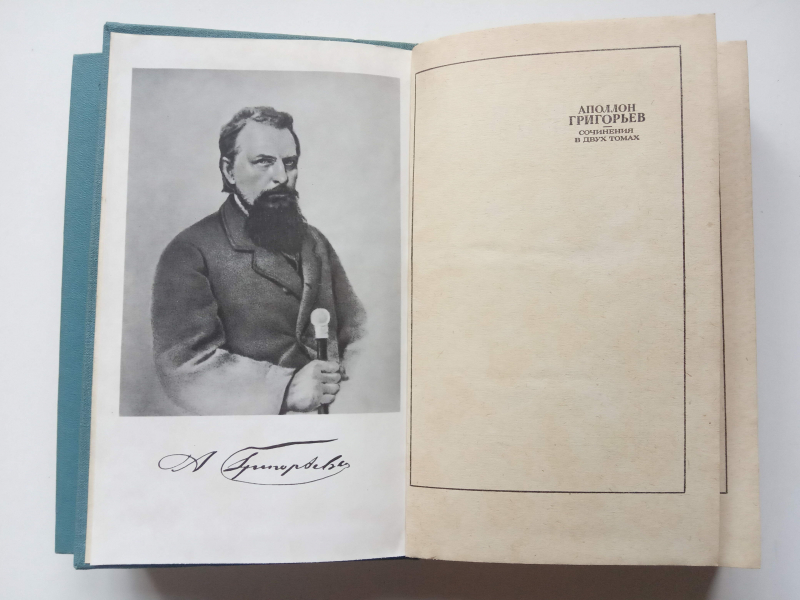 А Григорьевъ
АПОЛЛОН
ГРИГОРЬЕВ
СОЧИНЕНИЯ
В ДВУХ ТОМАХ